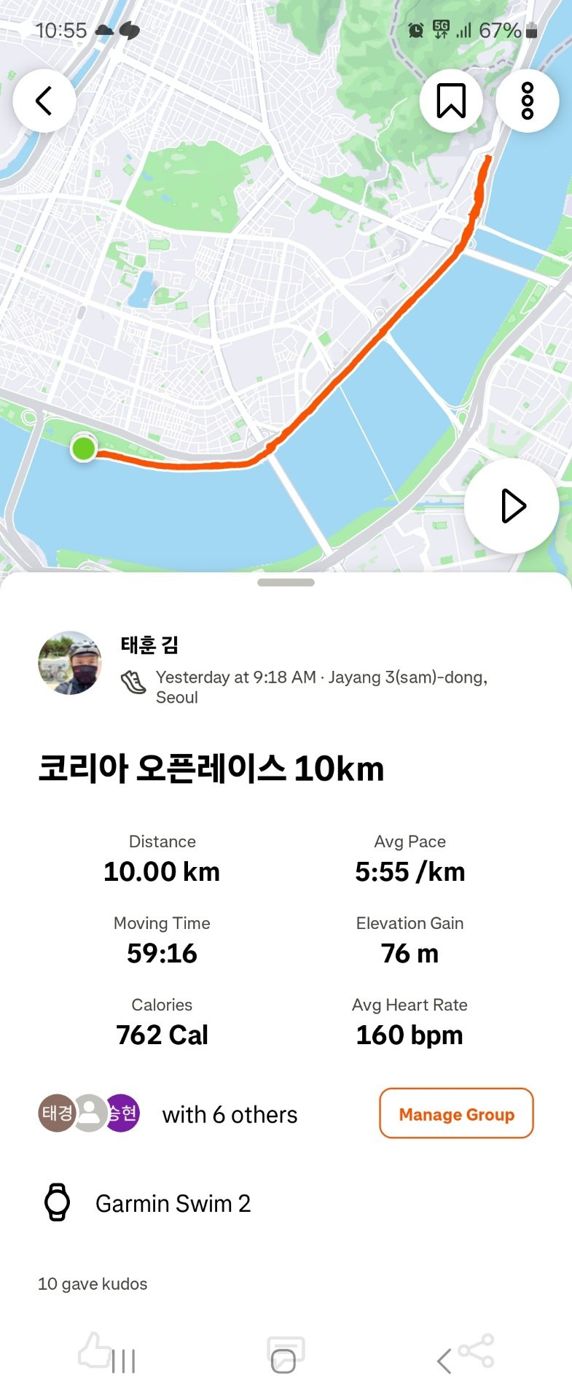 10:55
5G
67%
태훈 김
Yesterday at 9:18 AM · Jayang 3(sam)-dong,
Seoul
코리아 오픈레이스 10km
Distance
Avg Pace
10.00 km
5:55 /km
Moving Time
Elevation Gain
59:16
76 m
Calories
Avg Heart Rate
762 Cal
160 bpm
태경
승현
with 6 others
Manage Group
Garmin Swim 2
10 gave kudos